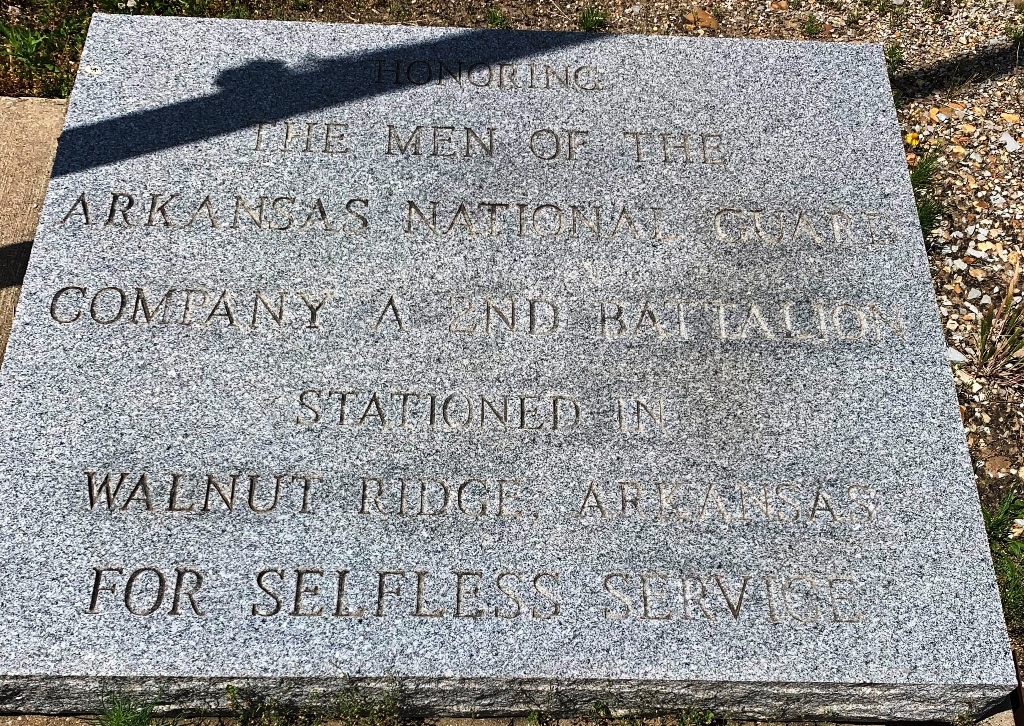 HONORING
THE MEN OF THE
ARKANSAS NATIONAL GUARD
COMPANY A 2ND BATTALION
STATIONED IN
WALNUT RIDGE, ARKANSAS
FOR SELFLESS SERVICE